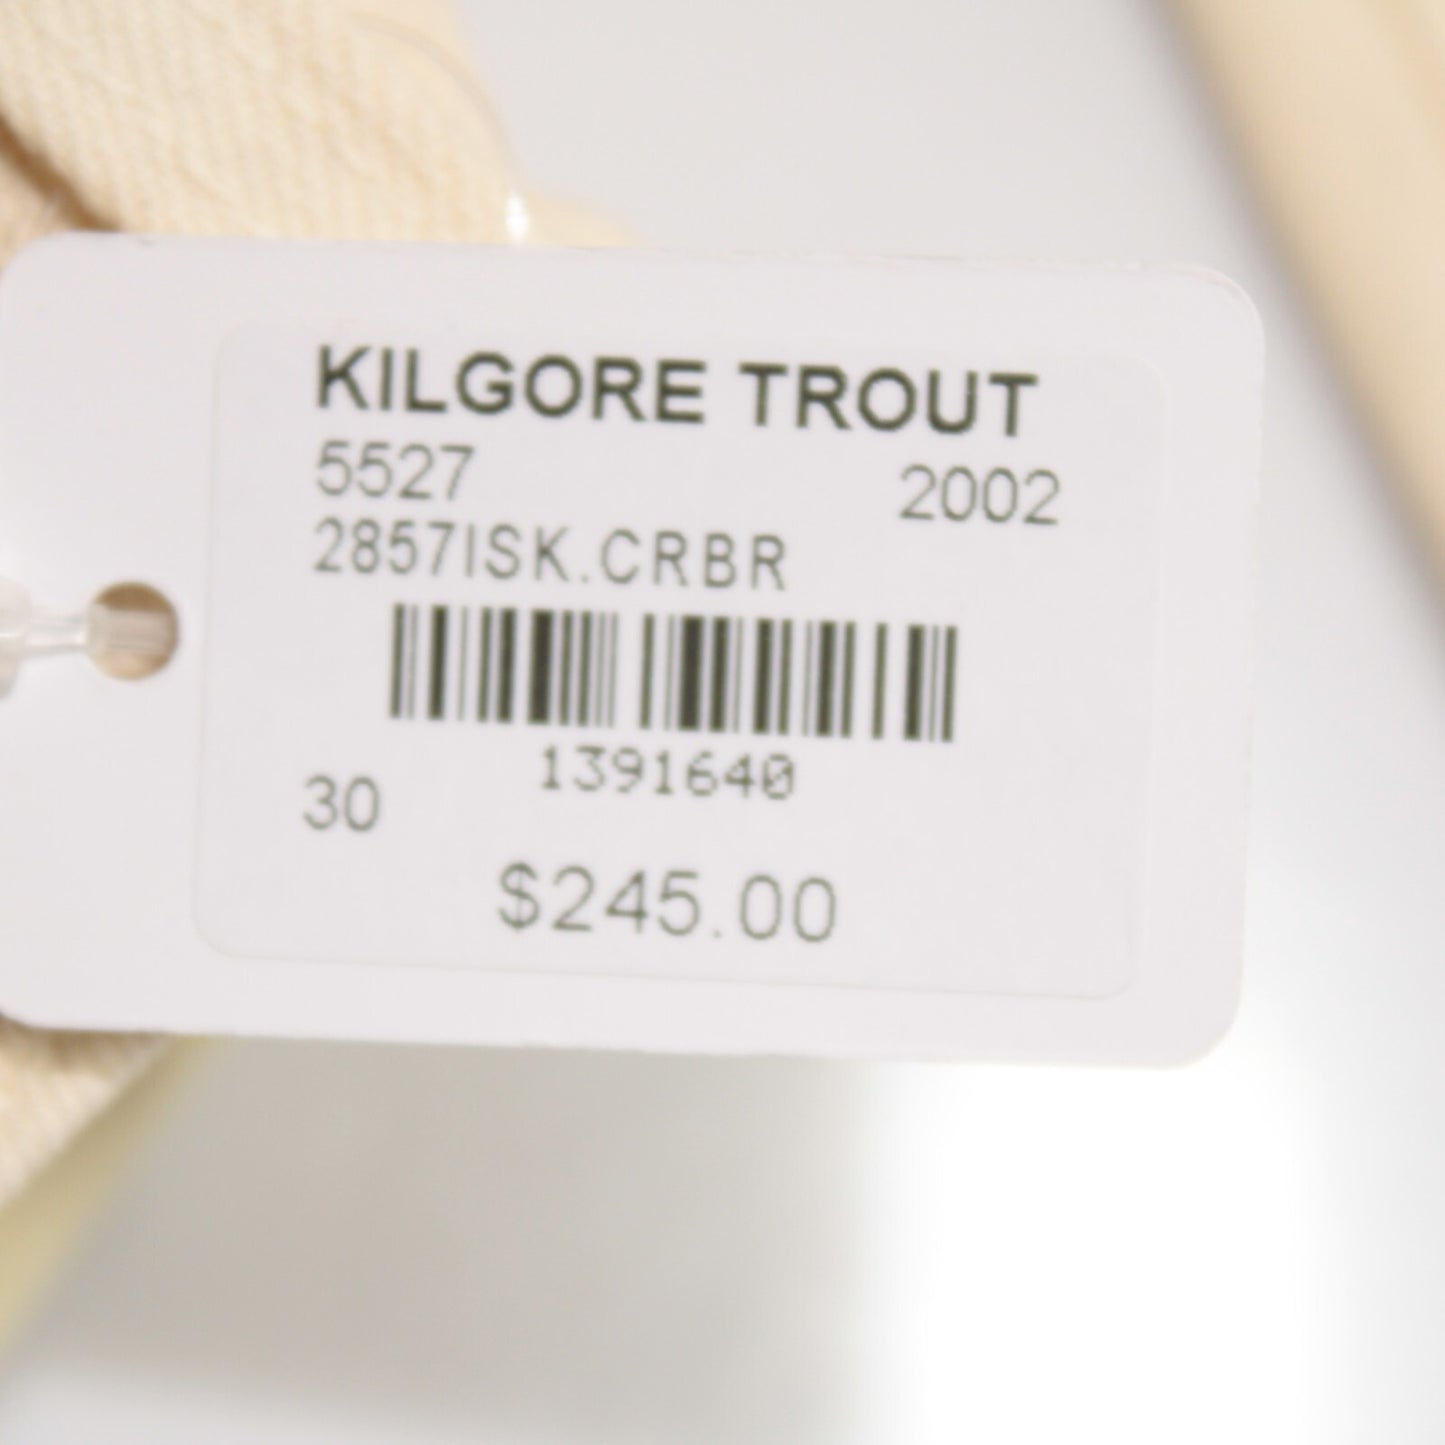 KILGORE TROUT
5527 2002
2857ISK.CRBR
1391640
30
$245.00